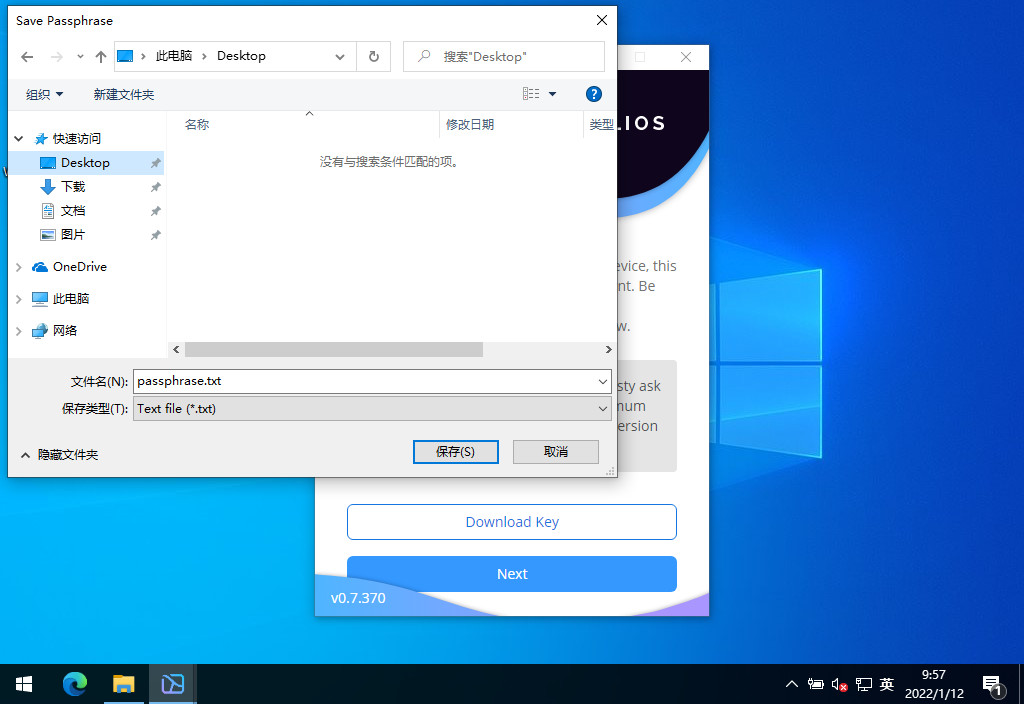 Save Passphrase
此电脑
Desktop
搜索"Desktop"
组织
新建文件夹
名称
修改日期
类型
快速访问
Desktop
下载
文档
图片
OneDrive
此电脑
网络
没有与搜索条件匹配的项。
文件名(N):
passphrase.txt
保存类型(T):
Text file (*.txt)
隐藏文件夹
保存(S)
取消
LIOS
evice, this
nt. Be
w.
sty ask
mum
ersion
Download Key
Next
v0.7.370
英
9:57
2022/1/12
1